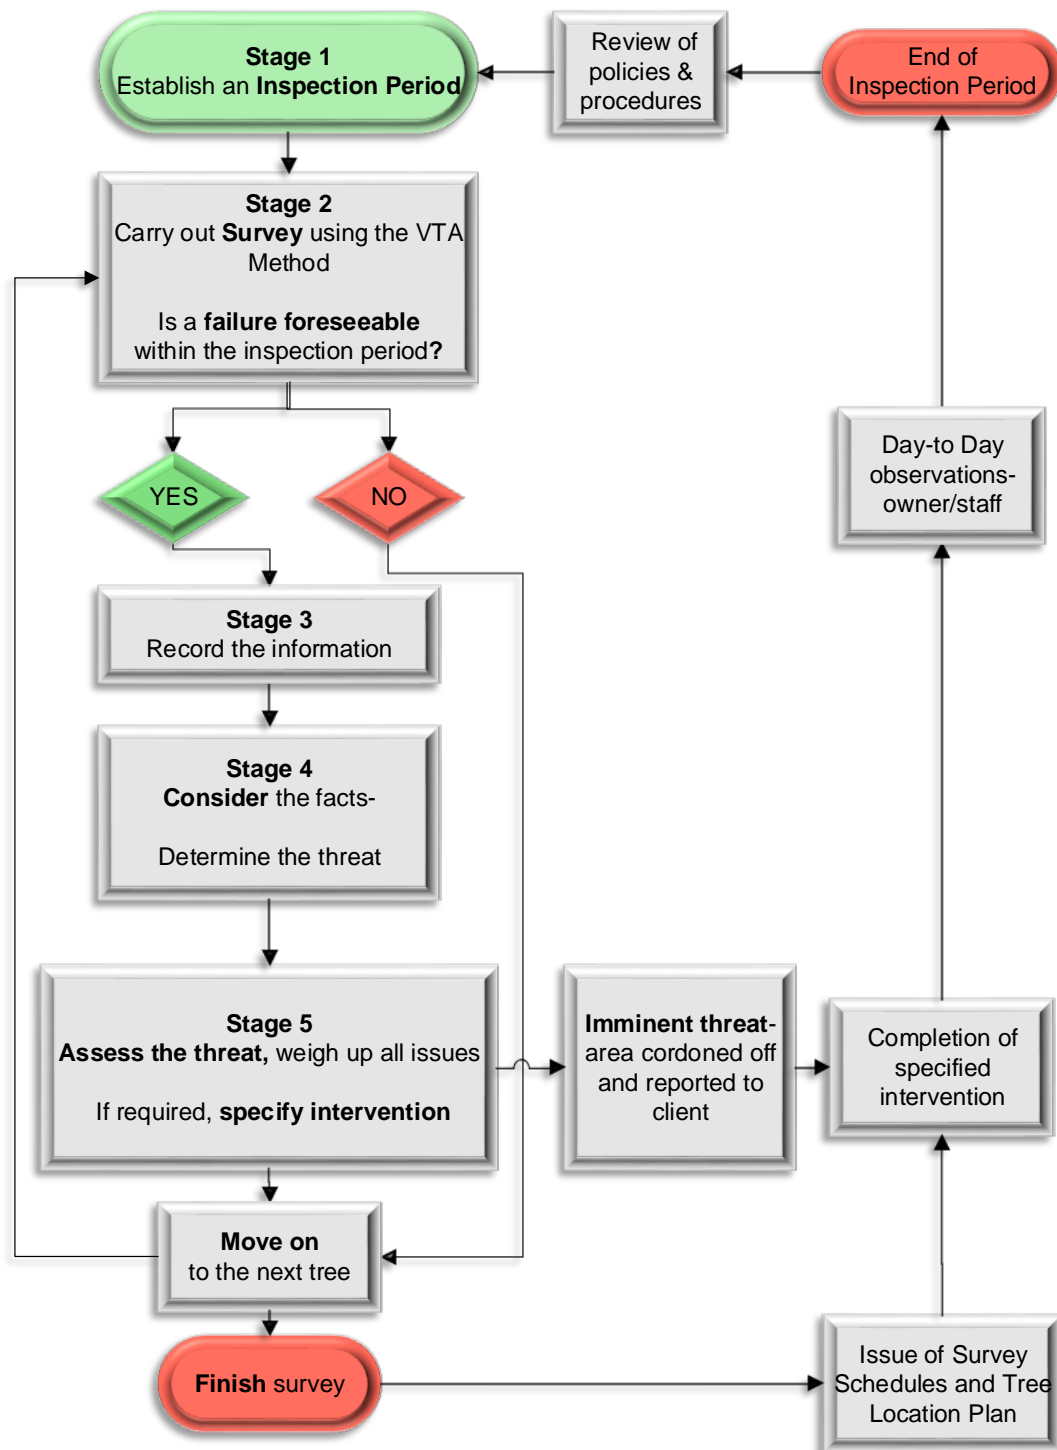 Stage 1
Establish an Inspection Period
Review of
policies &
procedures
End of
Inspection Period
Stage 2
Carry out Survey using the VTA
Method
Is a failure foreseeable
within the inspection period?
YES
NO
Day-to Day
observations-
owner/staff
Stage 3
Record the information
Stage 4
Consider the facts-
Determine the threat
Stage 5
Assess the threat, weigh up all issues
If required, specify intervention
Imminent threat-
area cordoned off
and reported to
client
Completion of
specified
intervention
Move on
to the next tree
Finish survey
Issue of Survey
Schedules and Tree
Location Plan